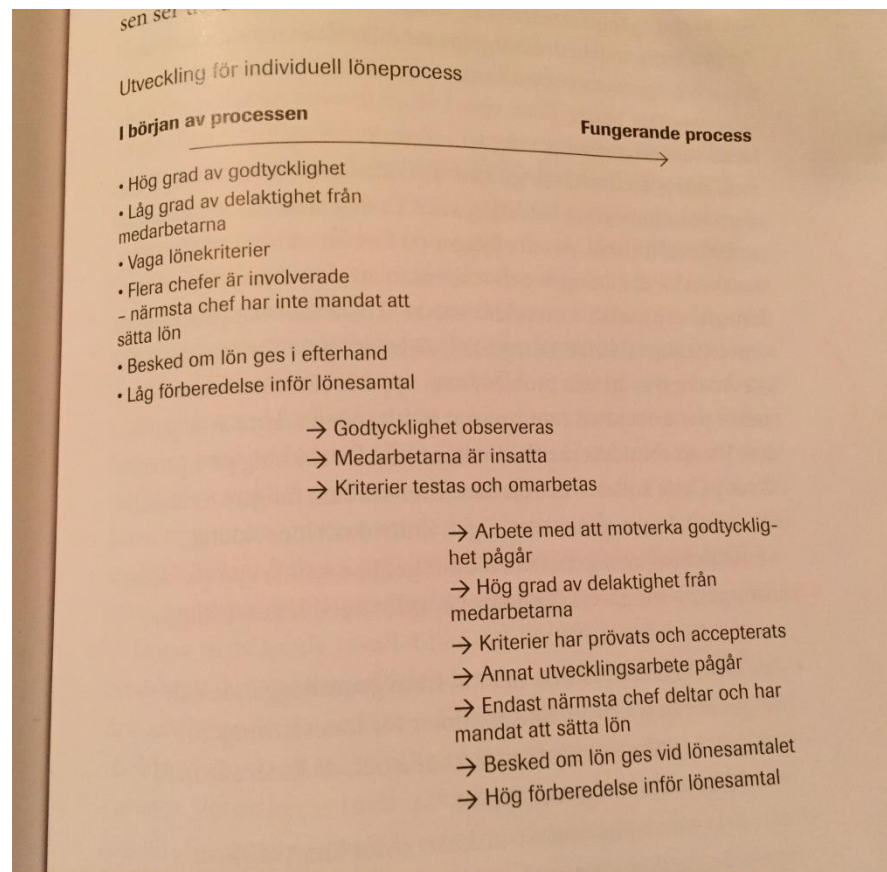 sen ser
Utveckling för individuell löneprocess
I början av processen
Fungerande process
• Hög grad av godtycklighet
• Låg grad av delaktighet från
medarbetarna
• Vaga lönekriterier
• Flera chefer är involverade
– närmsta chef har inte mandat att
sätta lön
• Besked om lön ges i efterhand
• Låg förberedelse inför lönesamtal
→ Godtycklighet observeras
→ Medarbetarna är insatta
→ Kriterier testas och omarbetas
→ Arbete med att motverka godtycklig-
het pågår
→ Hög grad av delaktighet från
medarbetarna
→ Kriterier har prövats och accepterats
→ Annat utvecklingsarbete pågår
→ Endast närmsta chef deltar och har
mandat att sätta lön
→ Besked om lön ges vid lönesamtalet
→ Hög förberedelse inför lönesamtal